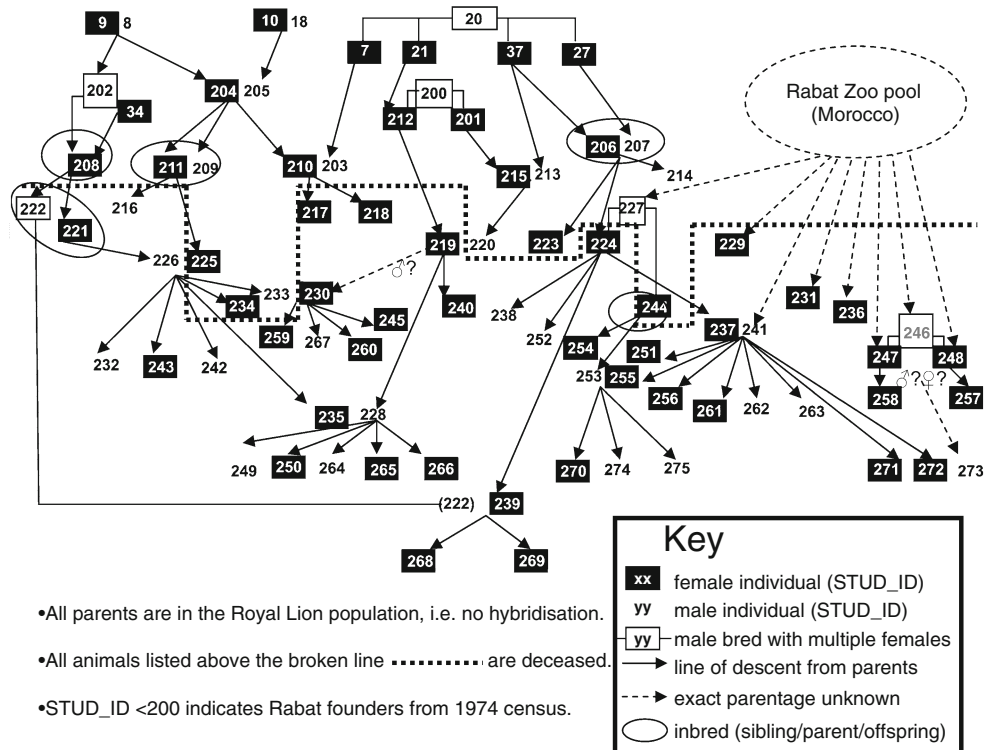 9 8 10 18 20
7 21 37 27
202 204 205 34 212 200 201 Rabat Zoo pool
(Morocco)
206 207
208 211 209 210 203 215 213 214
222 216 217 218 227
221 226 225 219 220 223 224 229
♂?
233 230 240 231
234 245 238 244 236
259 267 252 237 241 246
232 243 242 260 254 251 247 248
253 255 ♂? ♀?
256 258 257
235 228 261 262 263
249 250 264 265 266 270 274 275 271 272 273
(222) 239
268 269
•All parents are in the Royal Lion population, i.e. no hybridisation.
•All animals listed above the broken line are deceased.
•STUD_ID <200 indicates Rabat founders from 1974 census.
Key
xx female individual (STUD_ID)
yy male individual (STUD_ID)
yy male bred with multiple females
line of descent from parents
exact parentage unknown
inbred (sibling/parent/offspring)